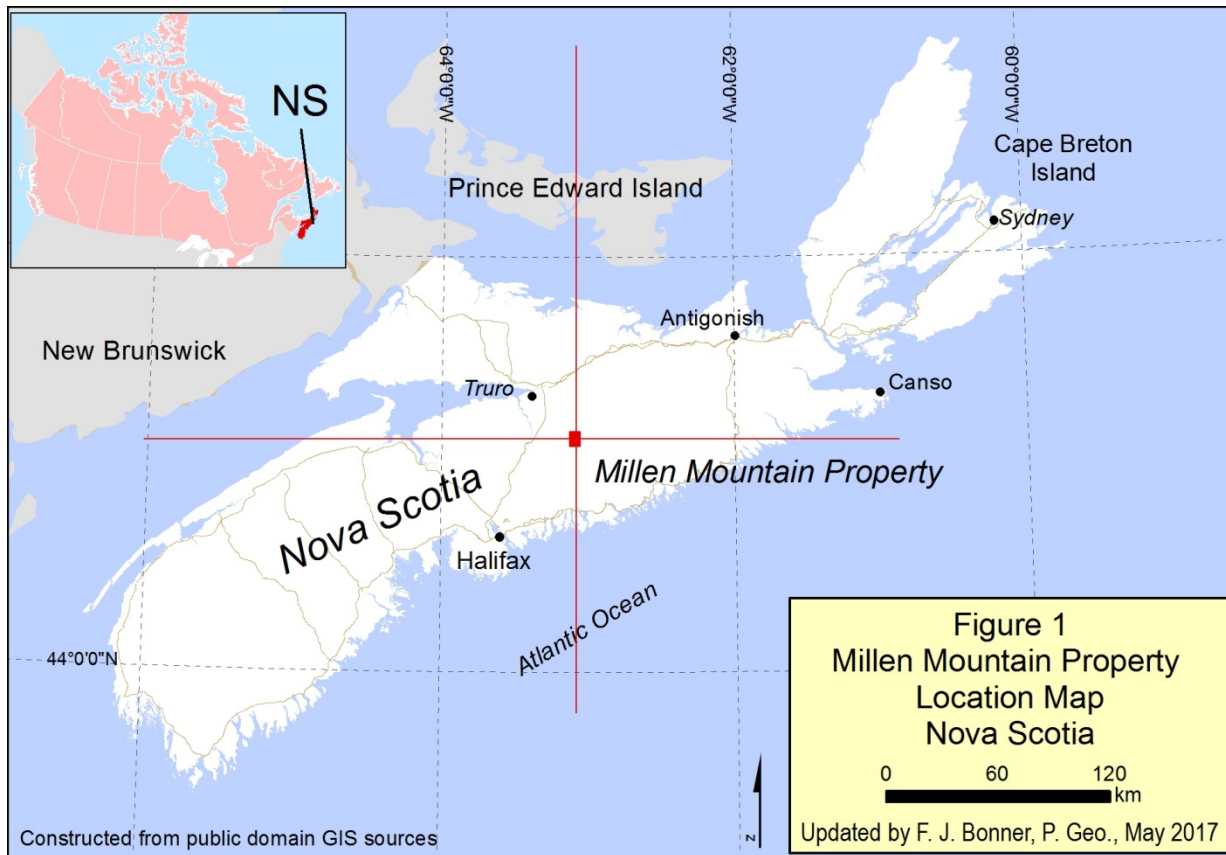 NS
64°0'0"W
62°0'0"W
60°0'0"W
Cape Breton
Island
Prince Edward Island
Sydney
Antigonish
New Brunswick
Truro
Canso
Millen Mountain Property
Nova Scotia
Halifax
Atlantic Ocean
44°0'0"N
Figure 1
Millen Mountain Property
Location Map
Nova Scotia
0 60 120
km
Updated by F. J. Bonner, P. Geo., May 2017
z
Constructed from public domain GIS sources